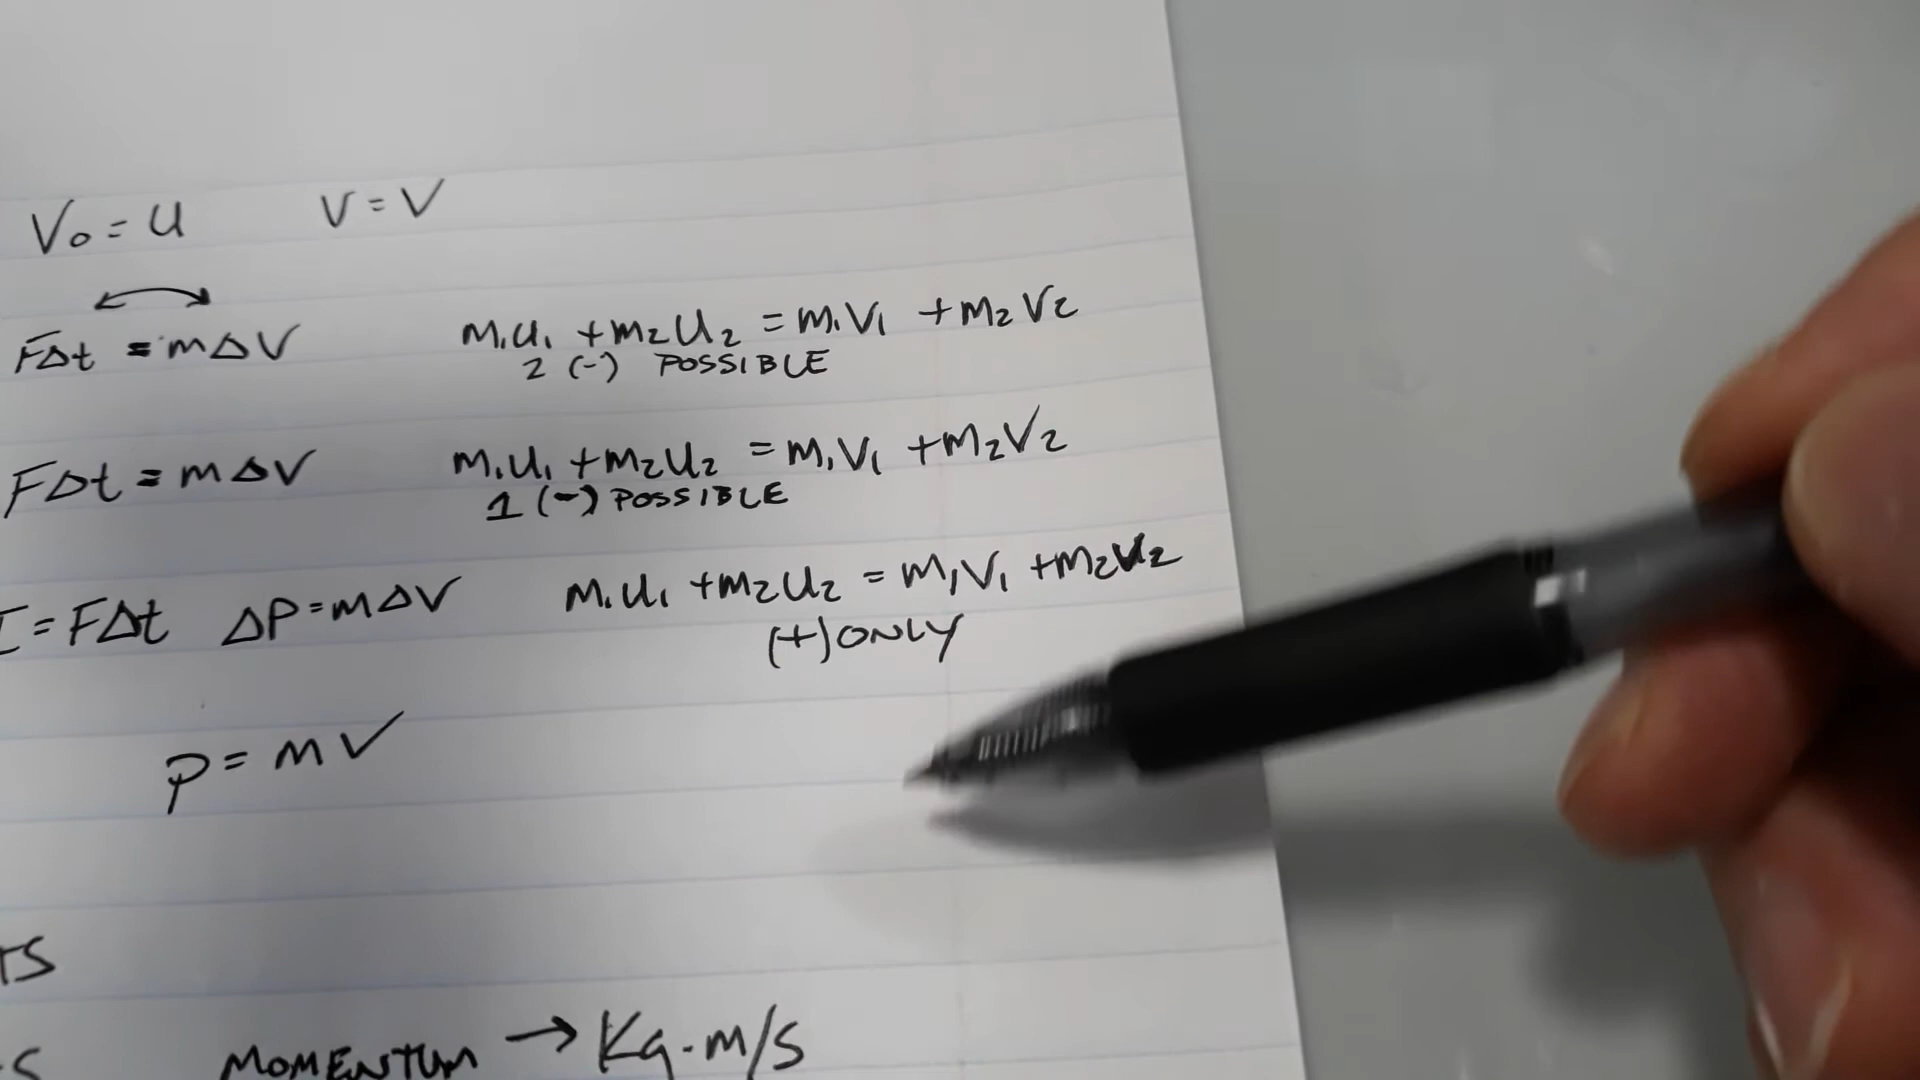 V₀ = u V = V
F∆t = m∆V m₁u₁ + m₂u₂ = m₁V₁ + m₂V₂
2 (-) POSSIBLE
F∆t = m∆V m₁u₁ + m₂u₂ = m₁V₁ + m₂V₂
1 (-) POSSIBLE
= F∆t ∆P = m∆V m₁u₁ + m₂u₂ = m₁V₁ + m₂V₂
(+) ONLY
P = mV
TS
S MOMENTUM → Kg·m/s